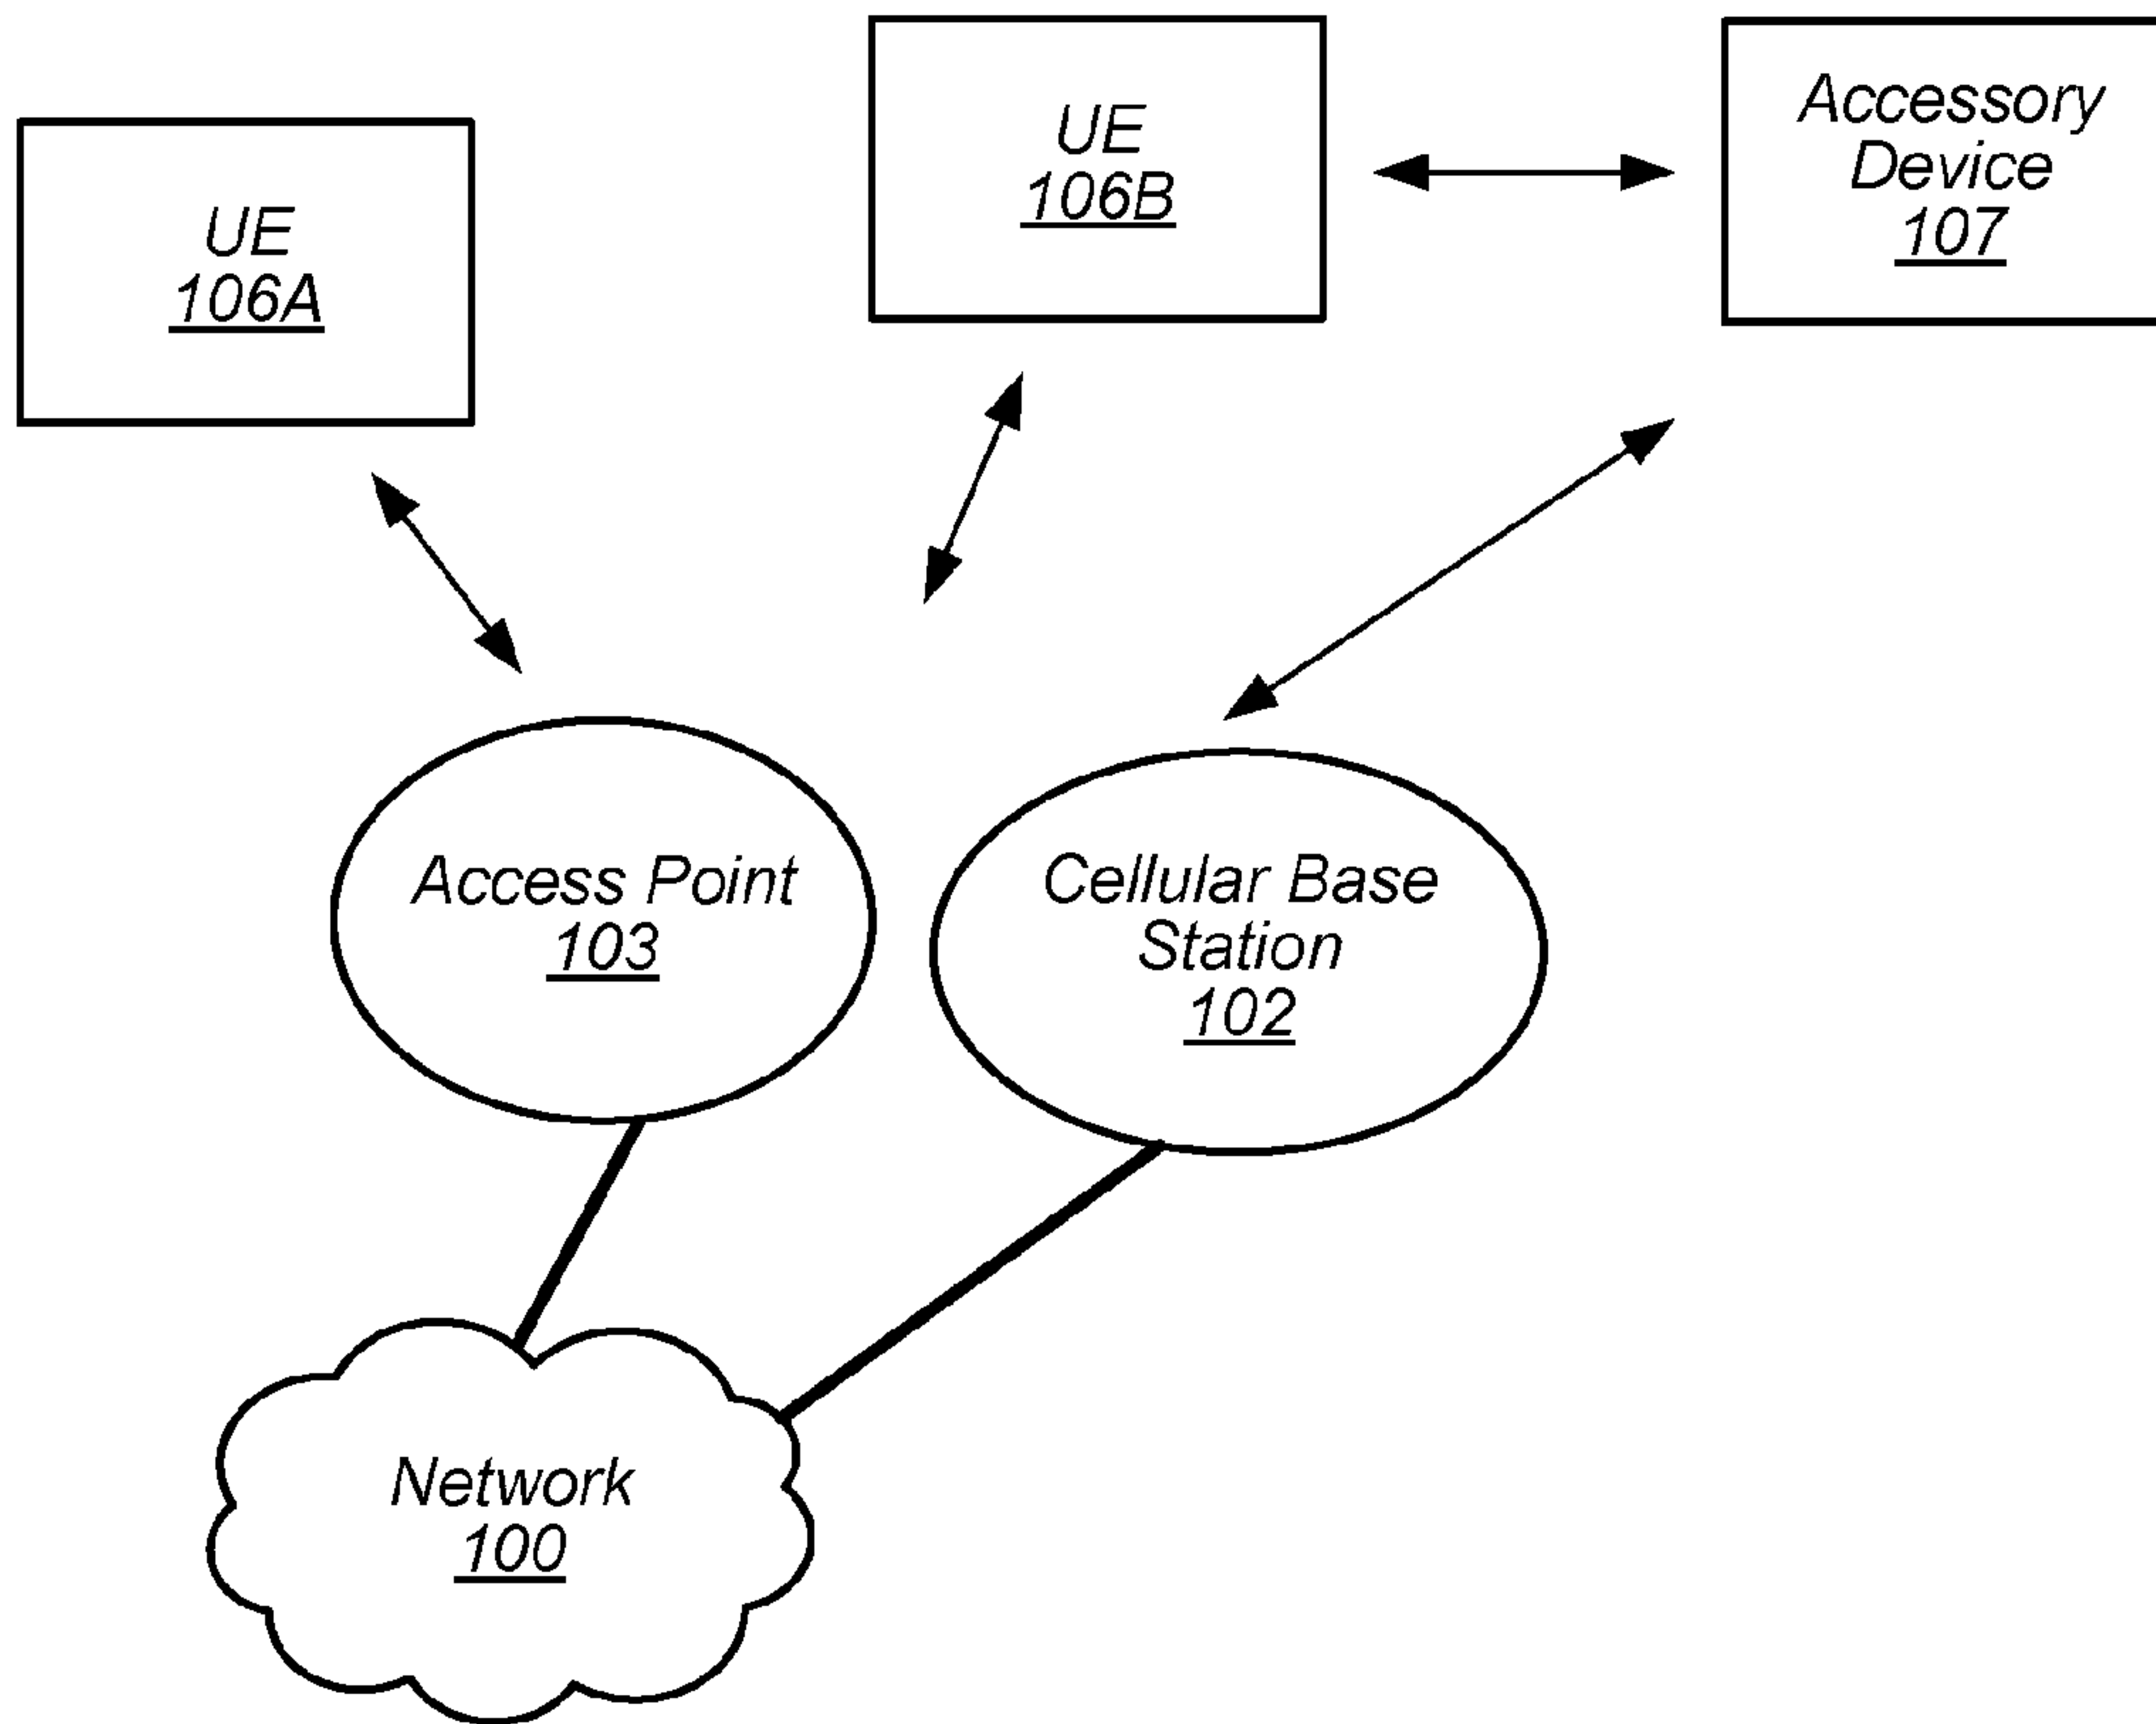 UE
106A
UE
106B
Accessory
Device
107
Access Point
103
Cellular Base
Station
102
Network
100